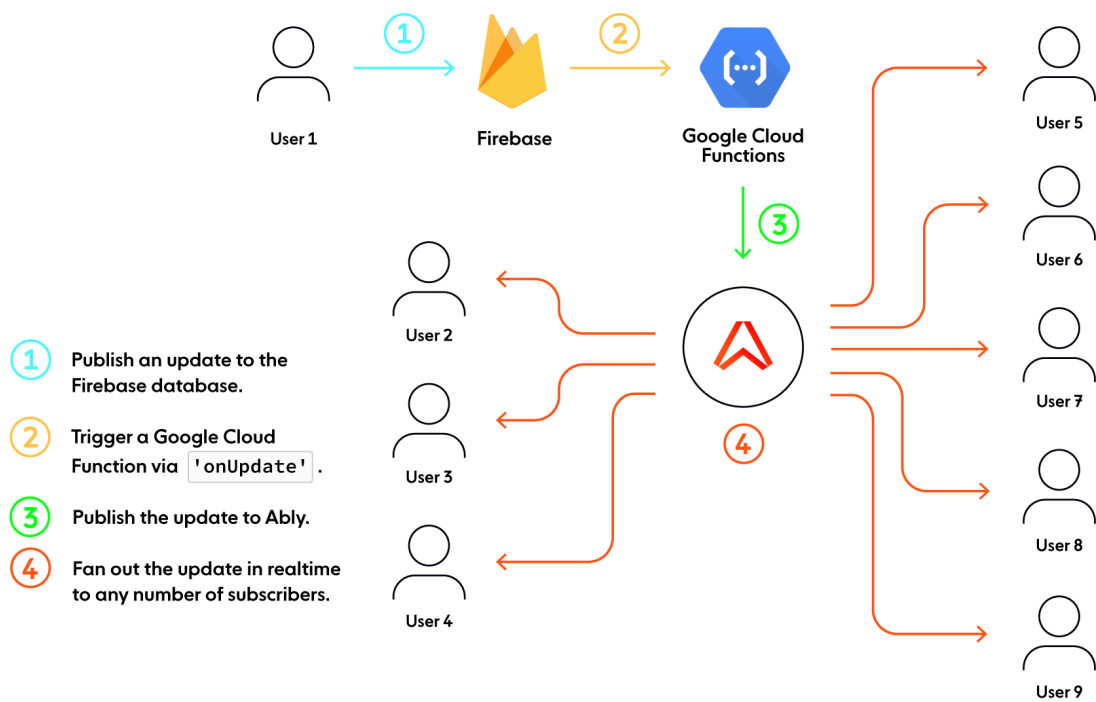 1
2
User 1
Firebase
Google Cloud
Functions
3
User 5
User 6
User 2
User 7
User 3
4
User 8
User 4
User 9
1
Publish an update to the
Firebase database.
2
Trigger a Google Cloud
Function via 'onUpdate'.
3
Publish the update to Ably.
4
Fan out the update in realtime
to any number of subscribers.